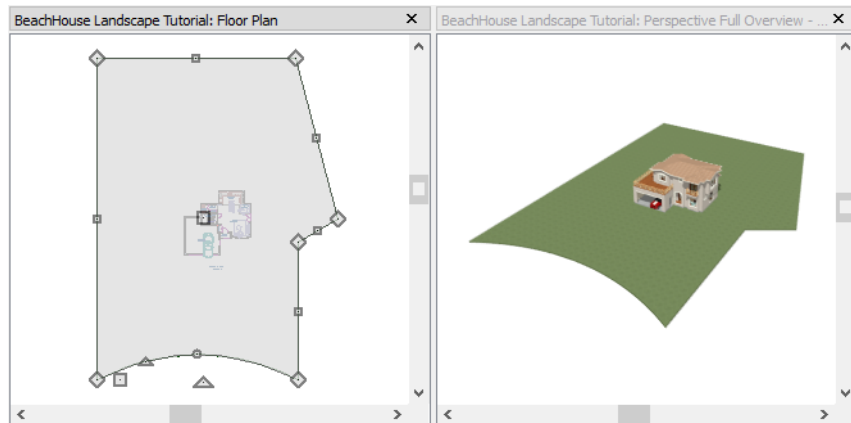 BeachHouse Landscape Tutorial: Floor Plan
BeachHouse Landscape Tutorial: Perspective Full Overview - ...